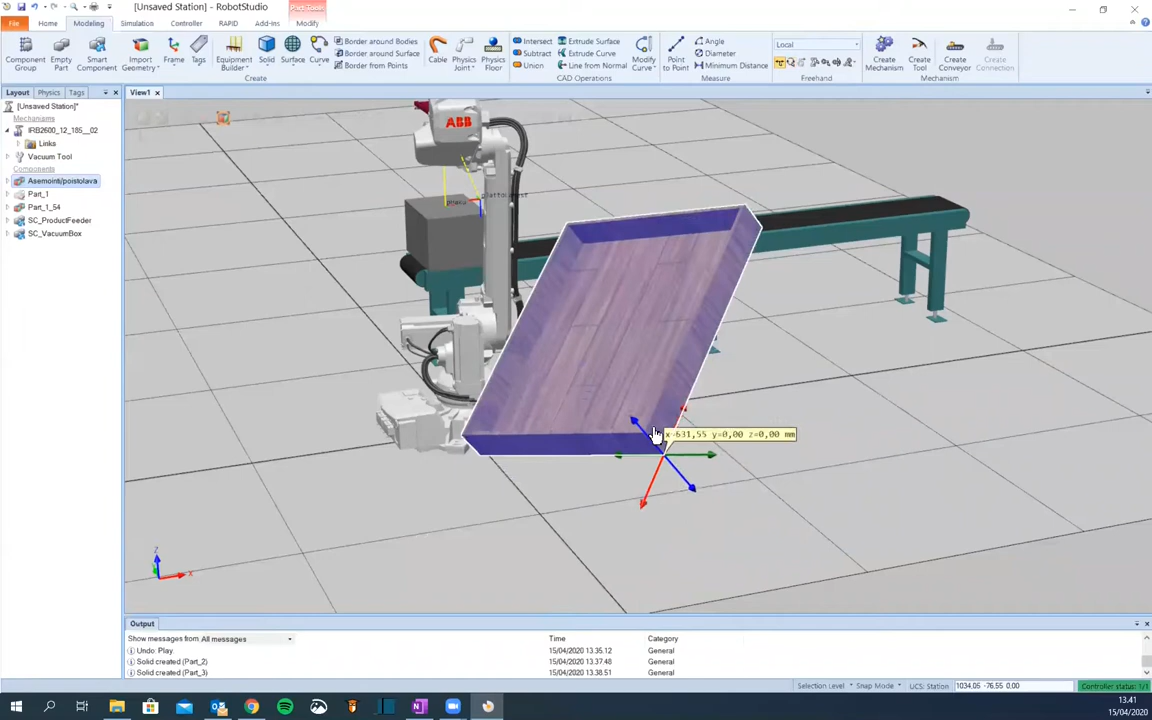 [Unsaved Station] - RobotStudio
Part Tools
File
Home
Modeling
Simulation
Controller
RAPID
Add-Ins
Modify
Component Group
Empty Part
Smart Component
Import Geometry
Frame
Tags
Equipment Builder
Solid
Surface
Curve
Border around Bodies
Border around Surface
Border from Points
Create
Cable
Physics Joint
Physics Floor
Intersect
Subtract
Union
Extrude Surface
Extrude Curve
Line from Normal
CAD Operations
Modify Curve
Point to Point
Angle
Diameter
Minimum Distance
Measure
Local
Freehand
Create Mechanism
Create Tool
Create Conveyor
Create Connection
Mechanism
Layout
Physics
Tags
View1
[Unsaved Station]*
Mechanisms
IRB2600_12_185__02
Links
Vacuum Tool
Components
Asemointi/poistolava
Part_1
Part_1_54
SC_ProductFeeder
SC_VacuumBox
ABB
x=631,55 y=0,00 z=0,00 mm
Z
X
Output
Show messages from All messages
Time
Category
Undo: Play.
15/04/2020 13.35.12
General
Solid created (Part_2)
15/04/2020 13.37.48
General
Solid created (Part_3)
15/04/2020 13.38.51
General
Selection Level
Snap Mode
UCS: Station
1034,05 -76,55 0,00
Controller status: 1/1
13.41
15/04/2020